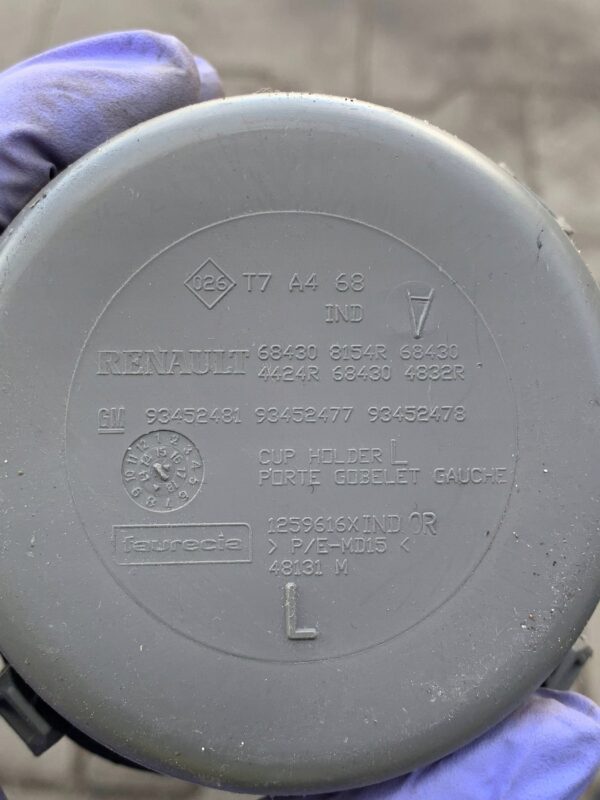 026 T7 A4 68
IND
RENAULT 68430 8154R 68430
4424R 68430 4832R
GM 93452481 93452477 93452478
CUP HOLDER L
PORTE GOBELET GAUCHE
1259616XIND OR
faurecia > P/E-MD15 <
48131 M
L